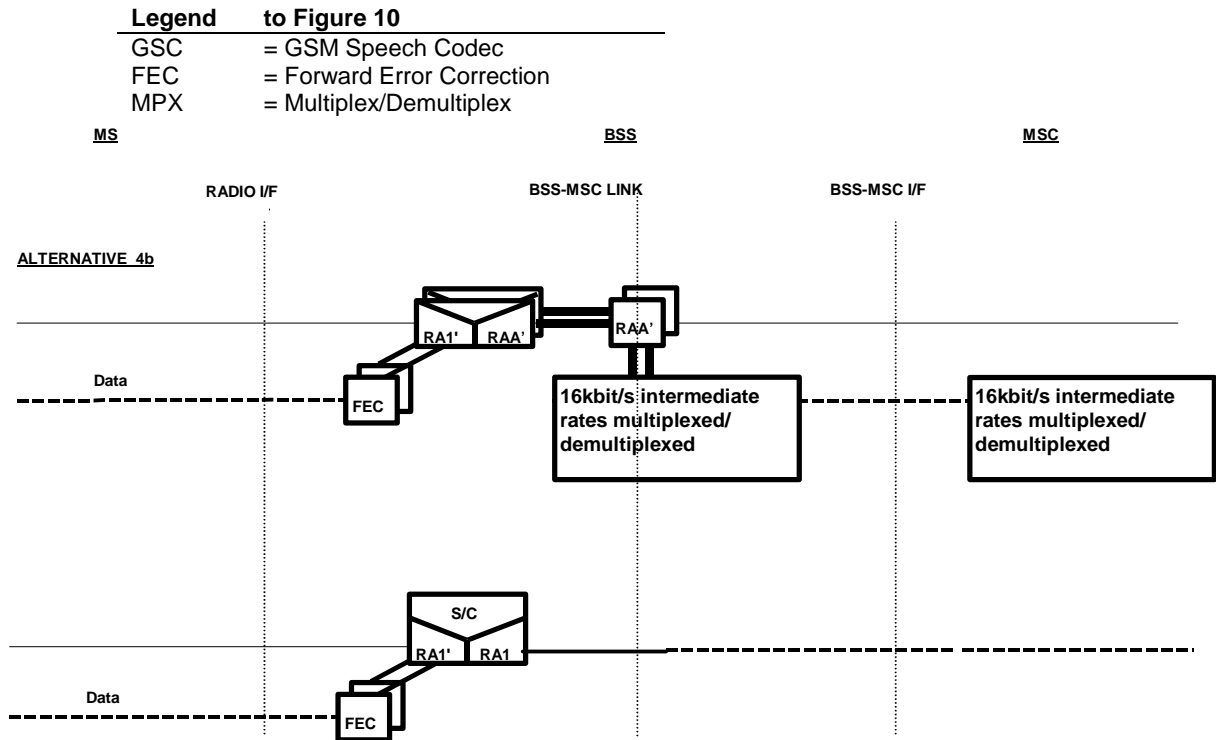 Legend to Figure 10
GSC = GSM Speech Codec
FEC = Forward Error Correction
MPX = Multiplex/Demultiplex
MS BSS MSC
RADIO I/F BSS-MSC LINK BSS-MSC I/F
ALTERNATIVE 4b
RA1' RAA' RAA'
Data
FEC
16kbit/s intermediate
rates multiplexed/
demultiplexed
16kbit/s intermediate
rates multiplexed/
demultiplexed
S/C
RA1' RA1
Data
FEC